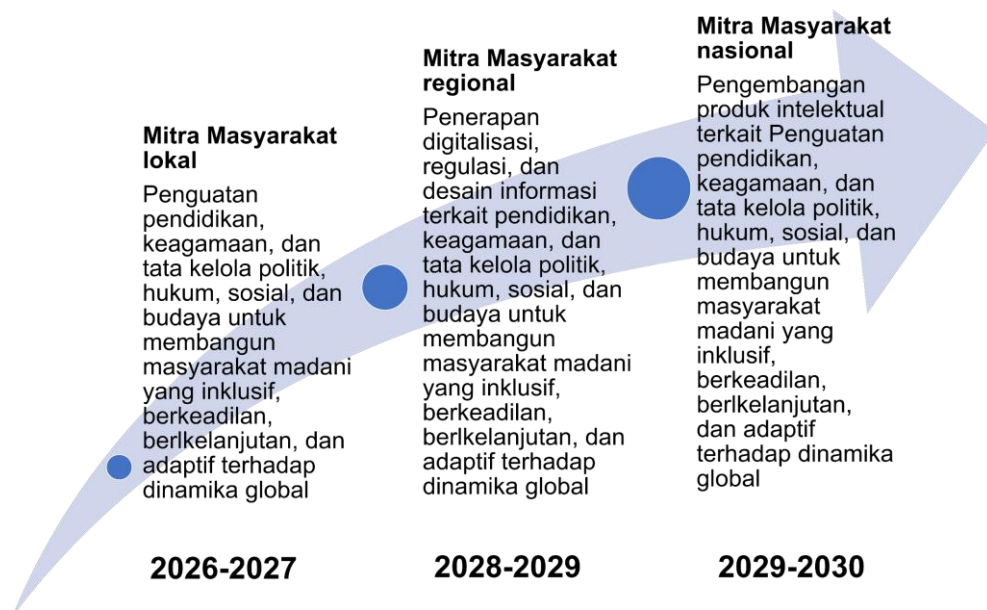 Mitra Masyarakat
lokal
Penguatan
pendidikan,
keagamaan, dan
tata kelola politik,
hukum, sosial, dan
budaya untuk
membangun
masyarakat madani
yang inklusif,
berkeadilan,
berlkelanjutan, dan
adaptif terhadap
dinamika global
2026-2027
Mitra Masyarakat
regional
Penerapan
digitalisasi,
regulasi, dan
desain informasi
terkait pendidikan,
keagamaan, dan
tata kelola politik,
hukum, sosial, dan
budaya untuk
membangun
masyarakat madani
yang inklusif,
berkeadilan,
berlkelanjutan, dan
adaptif terhadap
dinamika global
2028-2029
Mitra Masyarakat
nasional
Pengembangan
produk intelektual
terkait Penguatan
pendidikan,
keagamaan, dan
tata kelola politik,
hukum, sosial, dan
budaya untuk
membangun
masyarakat
madani yang
inklusif,
berkeadilan,
berlkelanjutan,
dan adaptif
terhadap dinamika
global
2029-2030